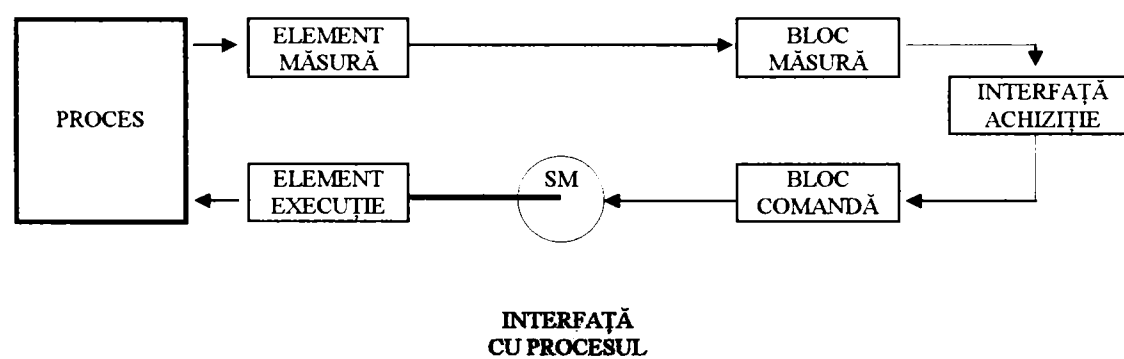 ELEMENT
MĂSURĂ
BLOC
MĂSURĂ
INTERFAȚĂ
ACHIZIȚIE
PROCES
ELEMENT
EXECUȚIE
SM
BLOC
COMANDĂ
INTERFAȚĂ
CU PROCESUL